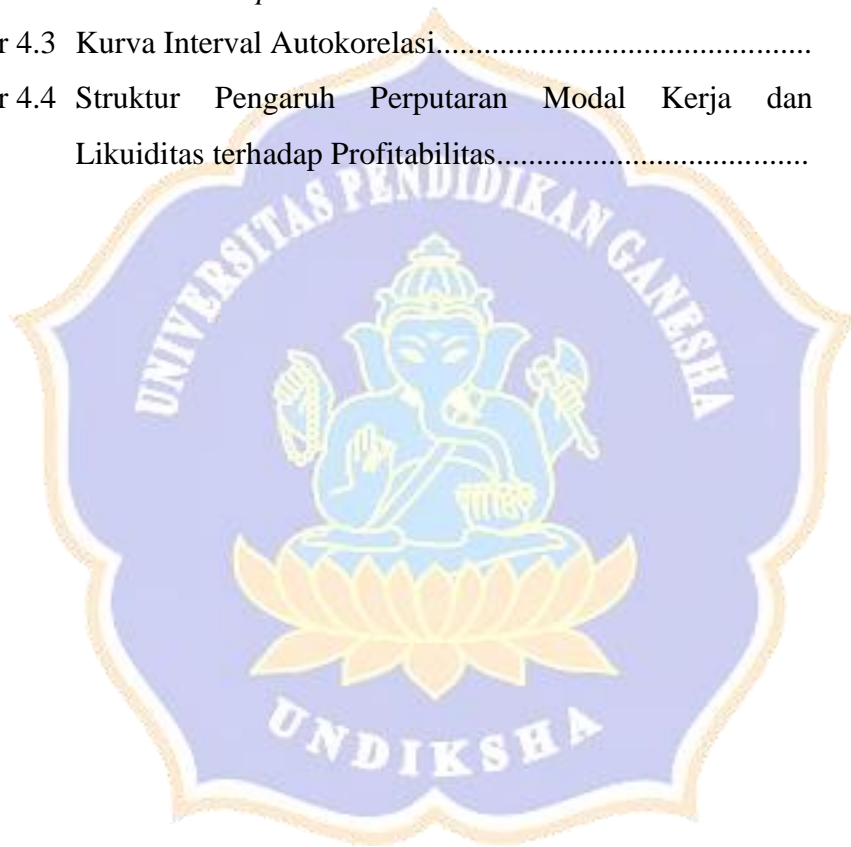 r 4.3 Kurva Interval Autokorelasi...............................................
r 4.4 Struktur Pengaruh Perputaran Modal Kerja dan
Likuiditas terhadap Profitabilitas.......................................
UNIVERSITAS PENDIDIKAN GANESHA
UNDIKSHA